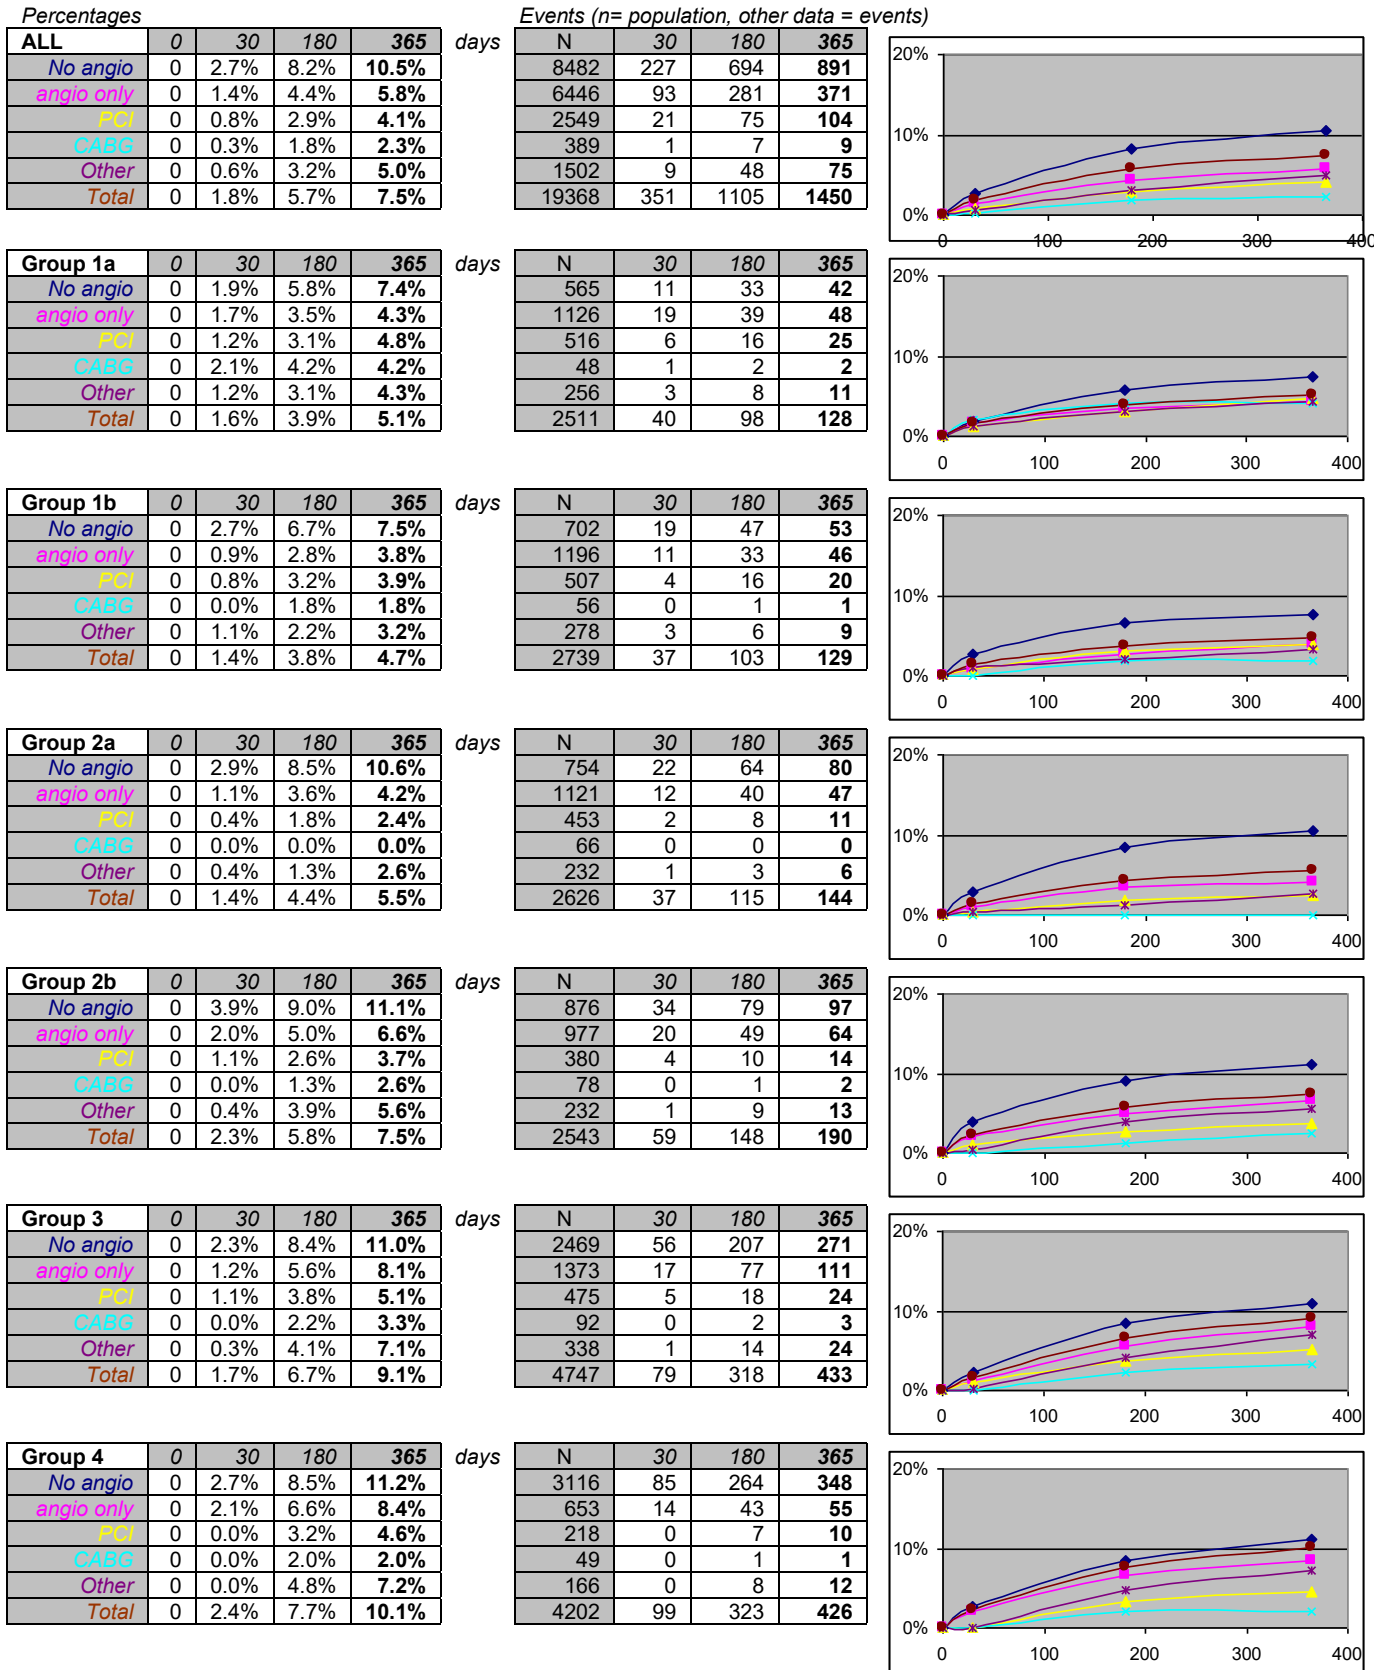 Percentages Events (n= population, other data = events)
ALL 0 30 180 365 days N 30 180 365
No angio 0 2.7% 8.2% 10.5% 8482 227 694 891
angio only 0 1.4% 4.4% 5.8% 6446 93 281 371
PCI 0 0.8% 2.9% 4.1% 2549 21 75 104
CABG 0 0.3% 1.8% 2.3% 389 1 7 9
Other 0 0.6% 3.2% 5.0% 1502 9 48 75
Total 0 1.8% 5.7% 7.5% 19368 351 1105 1450
20%
10%
0%
0 100 200 300 400
Group 1a 0 30 180 365 days N 30 180 365
No angio 0 1.9% 5.8% 7.4% 565 11 33 42
angio only 0 1.7% 3.5% 4.3% 1126 19 39 48
PCI 0 1.2% 3.1% 4.8% 516 6 16 25
CABG 0 2.1% 4.2% 4.2% 48 1 2 2
Other 0 1.2% 3.1% 4.3% 256 3 8 11
Total 0 1.6% 3.9% 5.1% 2511 40 98 128
20%
10%
0%
0 100 200 300 400
Group 1b 0 30 180 365 days N 30 180 365
No angio 0 2.7% 6.7% 7.5% 702 19 47 53
angio only 0 0.9% 2.8% 3.8% 1196 11 33 46
PCI 0 0.8% 3.2% 3.9% 507 4 16 20
CABG 0 0.0% 1.8% 1.8% 56 0 1 1
Other 0 1.1% 2.2% 3.2% 278 3 6 9
Total 0 1.4% 3.8% 4.7% 2739 37 103 129
20%
10%
0%
0 100 200 300 400
Group 2a 0 30 180 365 days N 30 180 365
No angio 0 2.9% 8.5% 10.6% 754 22 64 80
angio only 0 1.1% 3.6% 4.2% 1121 12 40 47
PCI 0 0.4% 1.8% 2.4% 453 2 8 11
CABG 0 0.0% 0.0% 0.0% 66 0 0 0
Other 0 0.4% 1.3% 2.6% 232 1 3 6
Total 0 1.4% 4.4% 5.5% 2626 37 115 144
20%
10%
0%
0 100 200 300 400
Group 2b 0 30 180 365 days N 30 180 365
No angio 0 3.9% 9.0% 11.1% 876 34 79 97
angio only 0 2.0% 5.0% 6.6% 977 20 49 64
PCI 0 1.1% 2.6% 3.7% 380 4 10 14
CABG 0 0.0% 1.3% 2.6% 78 0 1 2
Other 0 0.4% 3.9% 5.6% 232 1 9 13
Total 0 2.3% 5.8% 7.5% 2543 59 148 190
20%
10%
0%
0 100 200 300 400
Group 3 0 30 180 365 days N 30 180 365
No angio 0 2.3% 8.4% 11.0% 2469 56 207 271
angio only 0 1.2% 5.6% 8.1% 1373 17 77 111
PCI 0 1.1% 3.8% 5.1% 475 5 18 24
CABG 0 0.0% 2.2% 3.3% 92 0 2 3
Other 0 0.3% 4.1% 7.1% 338 1 14 24
Total 0 1.7% 6.7% 9.1% 4747 79 318 433
20%
10%
0%
0 100 200 300 400
Group 4 0 30 180 365 days N 30 180 365
No angio 0 2.7% 8.5% 11.2% 3116 85 264 348
angio only 0 2.1% 6.6% 8.4% 653 14 43 55
PCI 0 0.0% 3.2% 4.6% 218 0 7 10
CABG 0 0.0% 2.0% 2.0% 49 0 1 1
Other 0 0.0% 4.8% 7.2% 166 0 8 12
Total 0 2.4% 7.7% 10.1% 4202 99 323 426
20%
10%
0%
0 100 200 300 400